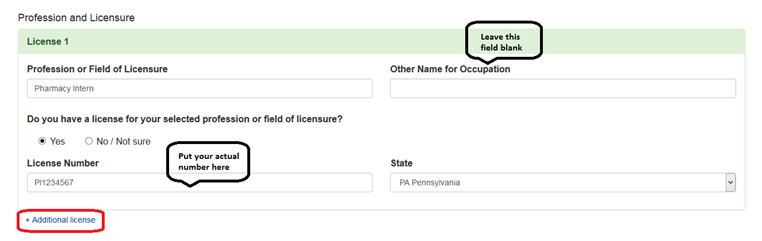 Profession and Licensure
License 1
Leave this
field blank
Profession or Field of Licensure
Other Name for Occupation
Pharmacy Intern
Do you have a license for your selected profession or field of licensure?
Yes
No / Not sure
Put your actual
number here
License Number
State
PI1234567
PA Pennsylvania
+ Additional license